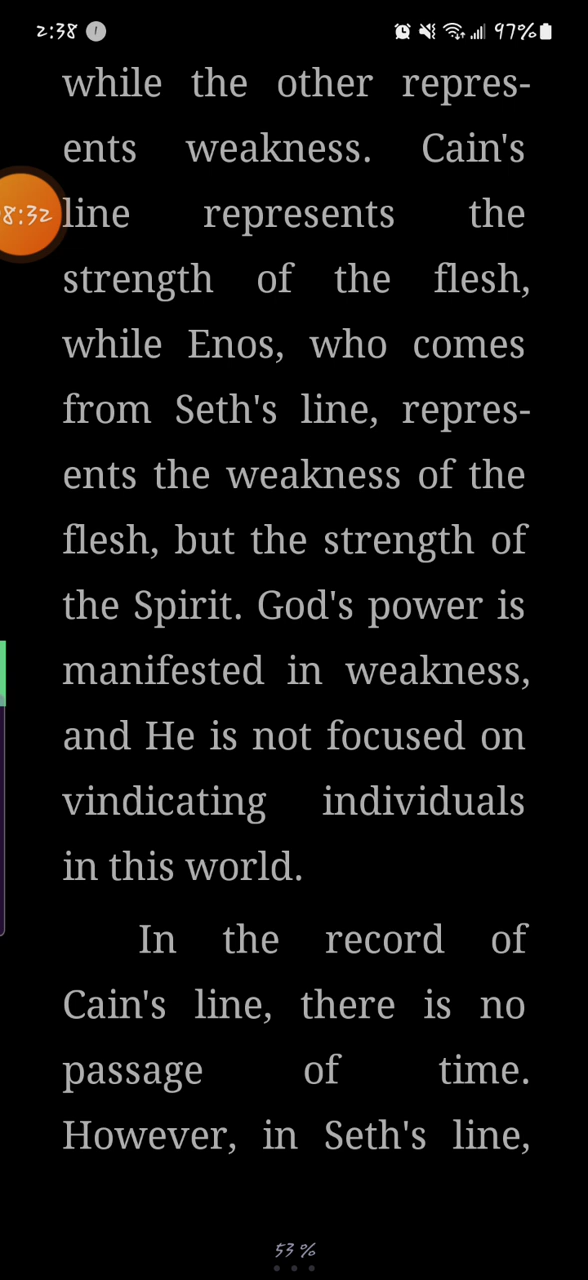 2:38
97%
while the other repres-
ents weakness. Cain's
8:32
line represents the
strength of the flesh,
while Enos, who comes
from Seth's line, repres-
ents the weakness of the
flesh, but the strength of
the Spirit. God's power is
manifested in weakness,
and He is not focused on
vindicating individuals
in this world.
In the record of
Cain's line, there is no
passage of time.
However, in Seth's line,
53%